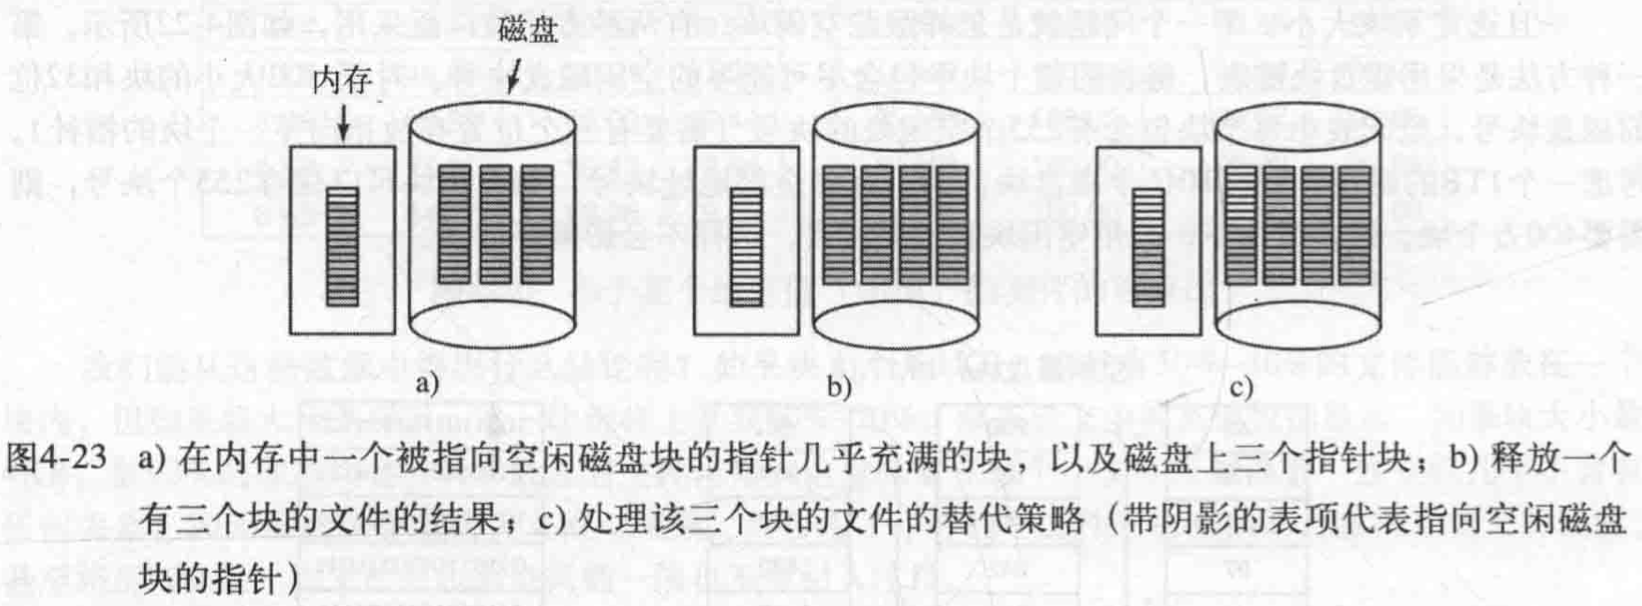 磁盘
内存
a)
b)
c)
图4-23 a) 在内存中一个被指向空闲磁盘块的指针几乎充满的块，以及磁盘上三个指针块；b) 释放一个
有三个块的文件的结果；c) 处理该三个块的文件的替代策略（带阴影的表项代表指向空闲磁盘
块的指针）